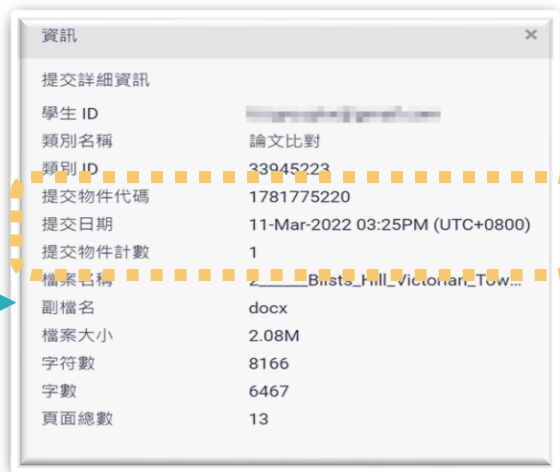 資訊 ×
提交詳細資訊
學生 ID
類別名稱 論文比對
類別 ID 33945223
提交物件代碼 1781775220
提交日期 11-Mar-2022 03:25PM (UTC+0800)
提交物件計數 1
檔案名稱 2______Blists_Hill_Victorian_Tow...
副檔名 docx
檔案大小 2.08M
字符數 8166
字數 6467
頁面總數 13